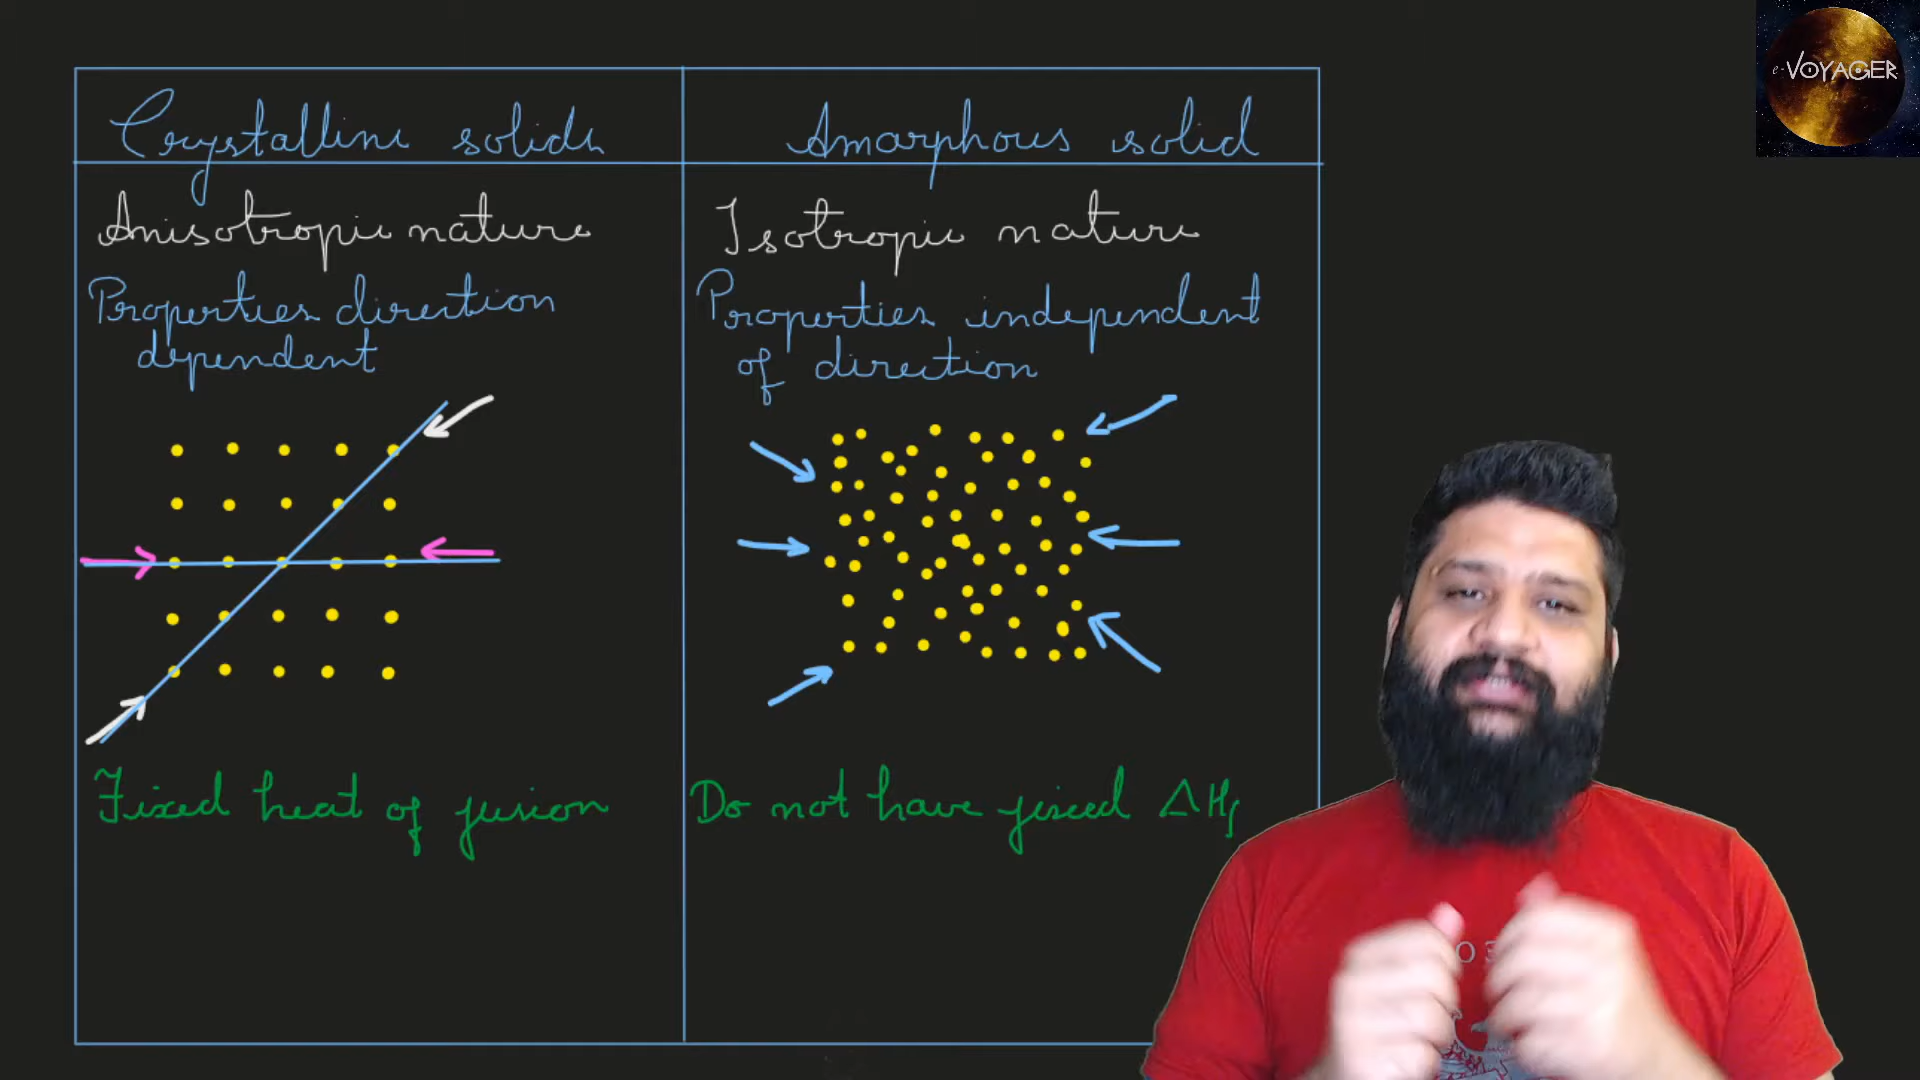 e-VOYAGER
Crystalline solids
Amorphous solid
Anisotropic nature
Isotropic nature
Properties direction
dependent
Properties independent
of direction
Fixed heat of fusion
Do not have fixed ΔHf